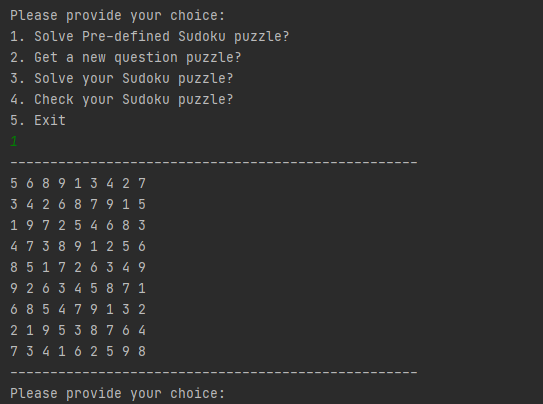 Please provide your choice:
1. Solve Pre-defined Sudoku puzzle?
2. Get a new question puzzle?
3. Solve your Sudoku puzzle?
4. Check your Sudoku puzzle?
5. Exit
1
---------------------------------------------------
5 6 8 9 1 3 4 2 7
3 4 2 6 8 7 9 1 5
1 9 7 2 5 4 6 8 3
4 7 3 8 9 1 2 5 6
8 5 1 7 2 6 3 4 9
9 2 6 3 4 5 8 7 1
6 8 5 4 7 9 1 3 2
2 1 9 5 3 8 7 6 4
7 3 4 1 6 2 5 9 8
---------------------------------------------------
Please provide your choice: